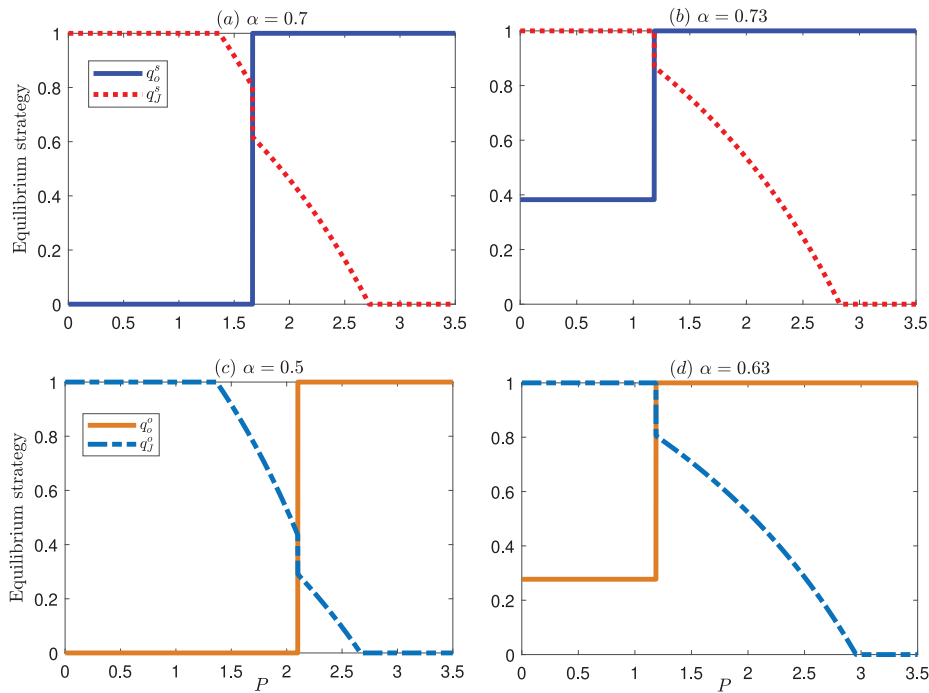 (a) α = 0.7
(b) α = 0.73
Equilibrium strategy
1
0.8
0.6
0.4
0.2
0
0 0.5 1 1.5 2 2.5 3 3.5
q_o^s
q_J^s
1
0.8
0.6
0.4
0.2
0
0 0.5 1 1.5 2 2.5 3 3.5
(c) α = 0.5
(d) α = 0.63
Equilibrium strategy
1
0.8
0.6
0.4
0.2
0
0 0.5 1 1.5 2 2.5 3 3.5
q_o^o
q_J^o
P
1
0.8
0.6
0.4
0.2
0
0 0.5 1 1.5 2 2.5 3 3.5
P